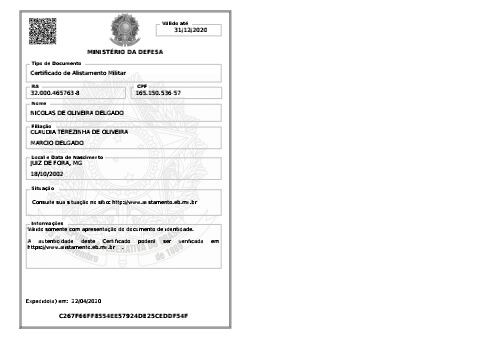 Válido até
31/12/2020
MINISTÉRIO DA DEFESA
Tipo de Documento
Certificado de Alistamento Militar
RA
32.000.465763-8
CPF
165.150.536-57
Nome
NICOLAS DE OLIVEIRA DELGADO
Filiação
CLAUDIA TEREZINHA DE OLIVEIRA
MARCIO DELGADO
Local e Data de Nascimento
JUIZ DE FORA, MG
18/10/2002
Situação
Consulte sua situação no sítio: http://www.alistamento.eb.mil.br
Informações
Válido somente com apresentação do documento de identidade.
A autenticidade deste Certificado poderá ser verificada em
https://www.alistamento.eb.mil.br .
Expedido(a) em: 22/04/2020
C267F66FF8554EE57924D825CEDDF54F